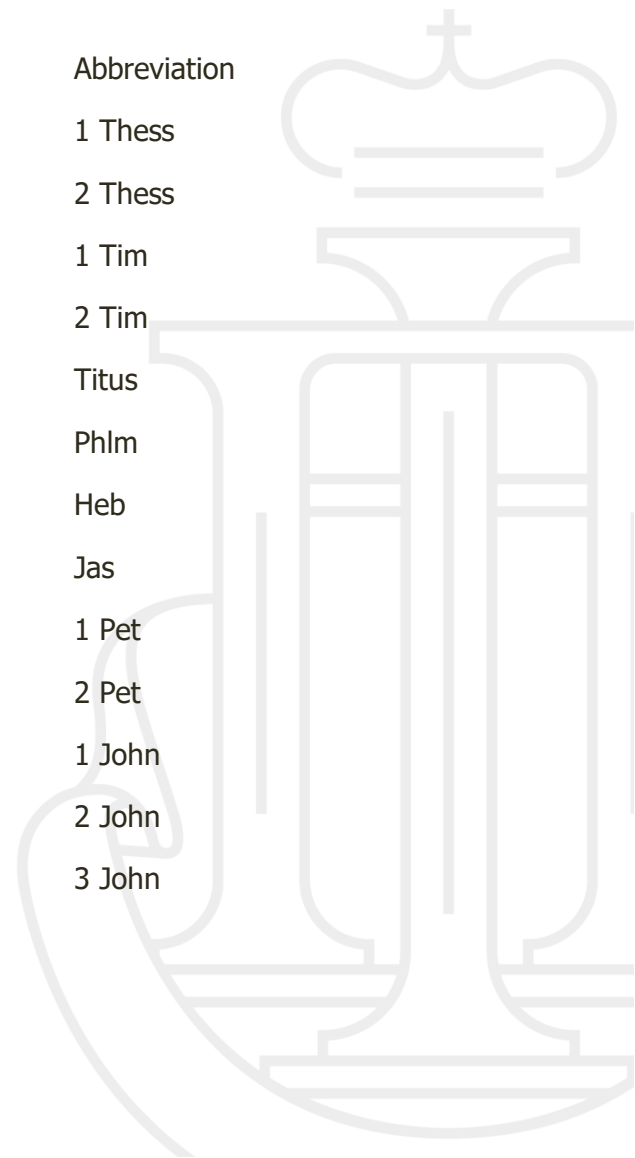 Abbreviation
1 Thess
2 Thess
1 Tim
2 Tim
Titus
Phlm
Heb
Jas
1 Pet
2 Pet
1 John
2 John
3 John